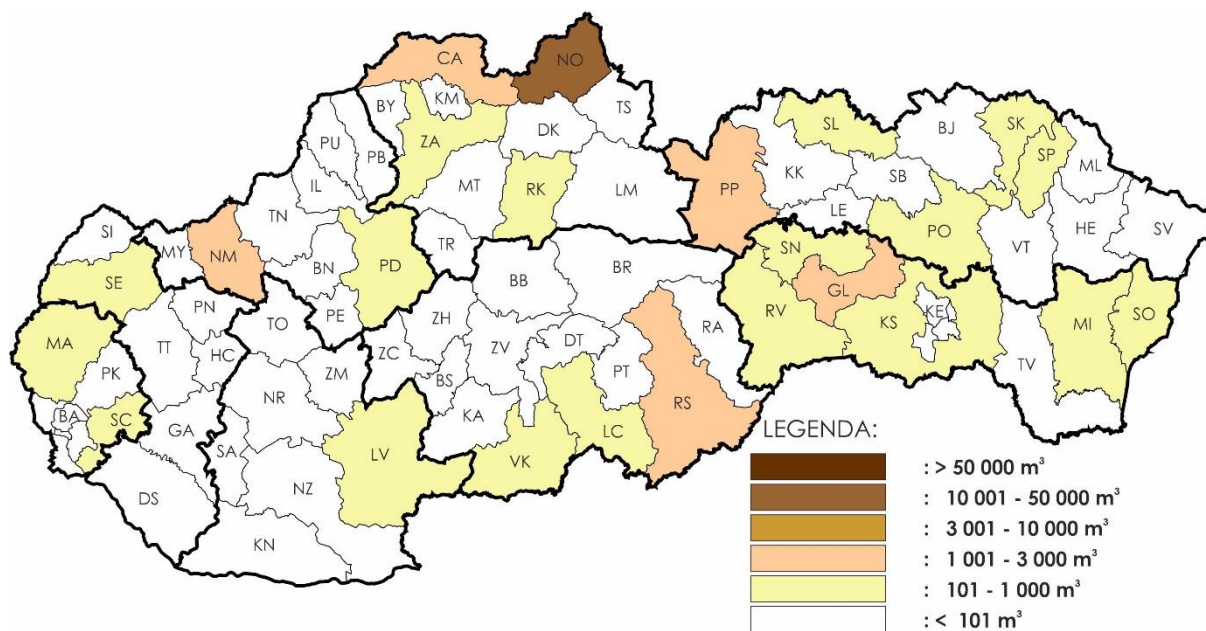 CA
NO
BY
KM
TS
DK
ZA
PU
PB
IL
MT
RK
LM
TN
TR
SL
BJ
SK
SP
ML
KK
SB
PP
LE
PO
VT
HE
SV
SI
MY
NM
SE
BN
PD
PE
PN
TO
BB
BR
SN
GL
RV
KS
KE
MI
SO
TV
MA
TT
HC
PK
ZH
ZC
ZV
DT
RA
PT
BS
ZM
NR
KA
RS
BA
SC
GA
SA
LV
VK
LC
NZ
DS
KN
LEGENDA:
: > 50 000 m³
: 10 001 - 50 000 m³
: 3 001 - 10 000 m³
: 1 001 - 3 000 m³
: 101 - 1 000 m³
: < 101 m³